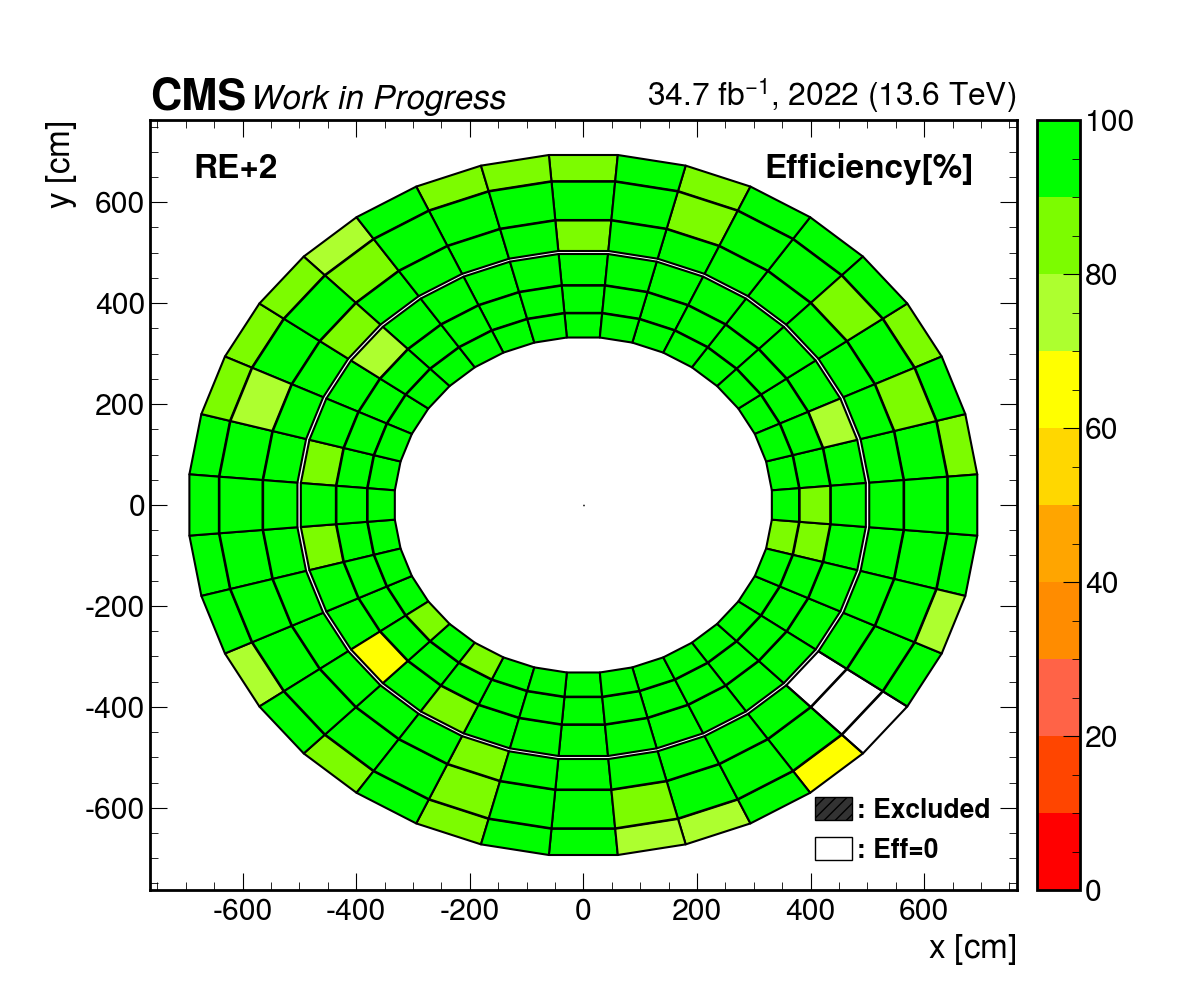 CMS Work in Progress 34.7 fb⁻¹, 2022 (13.6 TeV)
y [cm]
RE+2 Efficiency[%]
600
400
200
0
-200
-400
-600
-600 -400 -200 0 200 400 600
x [cm]
: Excluded
: Eff=0
100
80
60
40
20
0